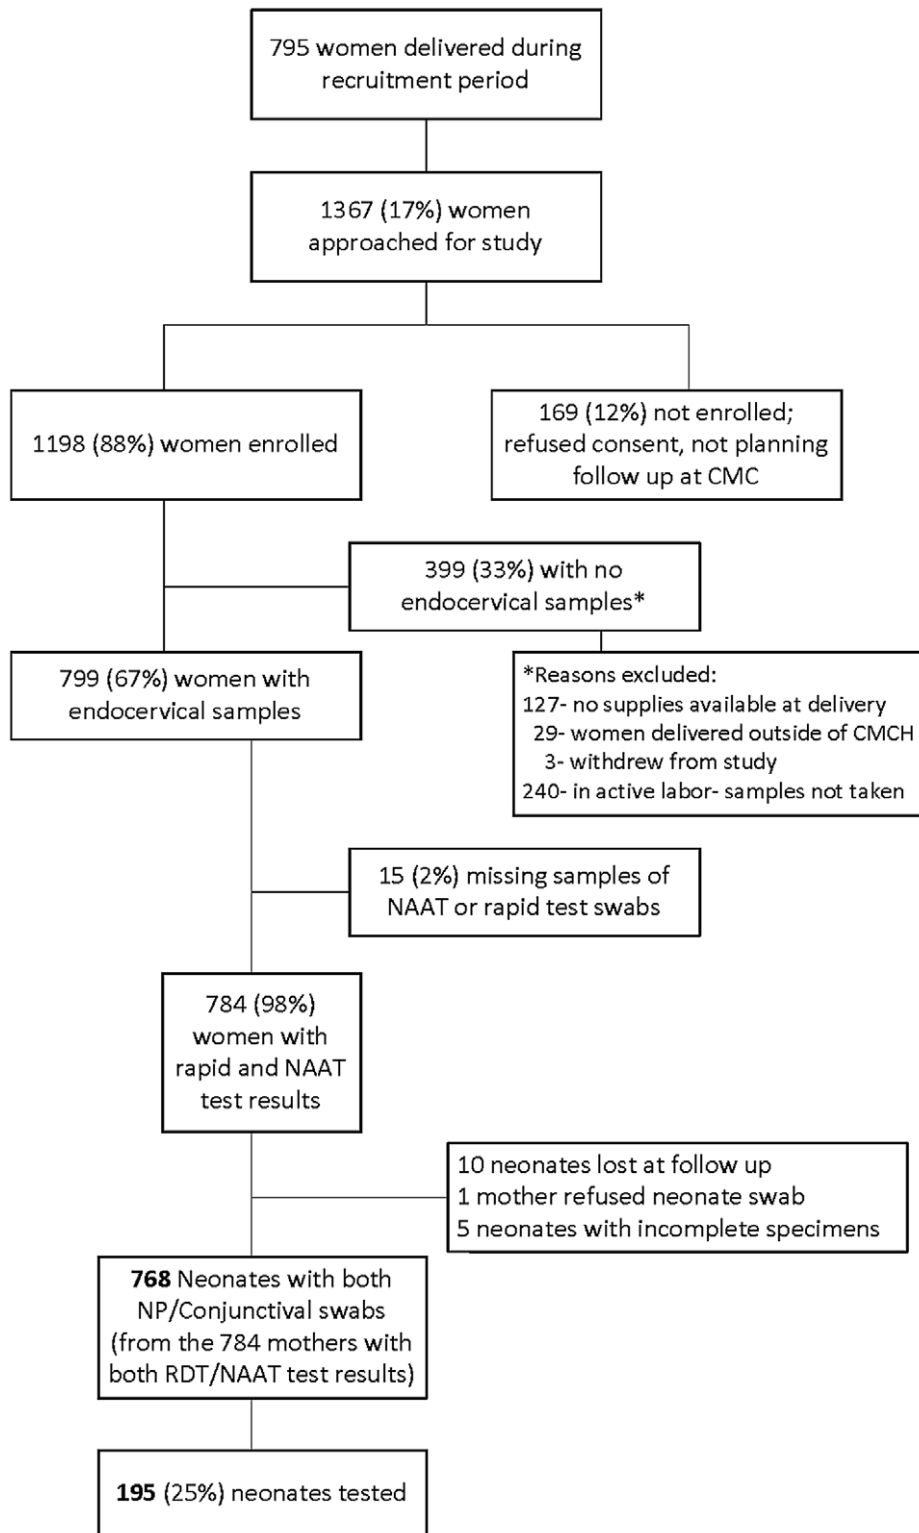 795 women delivered during
recruitment period
1367 (17%) women
approached for study
1198 (88%) women enrolled
169 (12%) not enrolled;
refused consent, not planning
follow up at CMC
399 (33%) with no
endocervical samples*
799 (67%) women with
endocervical samples
*Reasons excluded:
127- no supplies available at delivery
29- women delivered outside of CMCH
3- withdrew from study
240- in active labor- samples not taken
15 (2%) missing samples of
NAAT or rapid test swabs
784 (98%)
women with
rapid and NAAT
test results
10 neonates lost at follow up
1 mother refused neonate swab
5 neonates with incomplete specimens
768 Neonates with both
NP/Conjunctival swabs
(from the 784 mothers with
both RDT/NAAT test results)
195 (25%) neonates tested